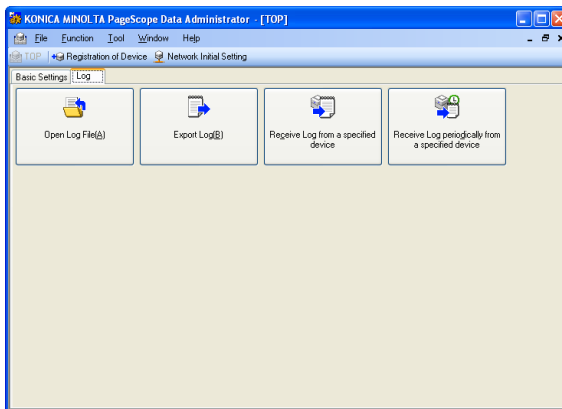 KONICA MINOLTA PageScope Data Administrator - [TOP]
File Function Tool Window Help
TOP Registration of Device Network Initial Setting
Basic Settings Log
Open Log File(A) Export Log(B) Receive Log from a specified device Receive Log periodically from a specified device